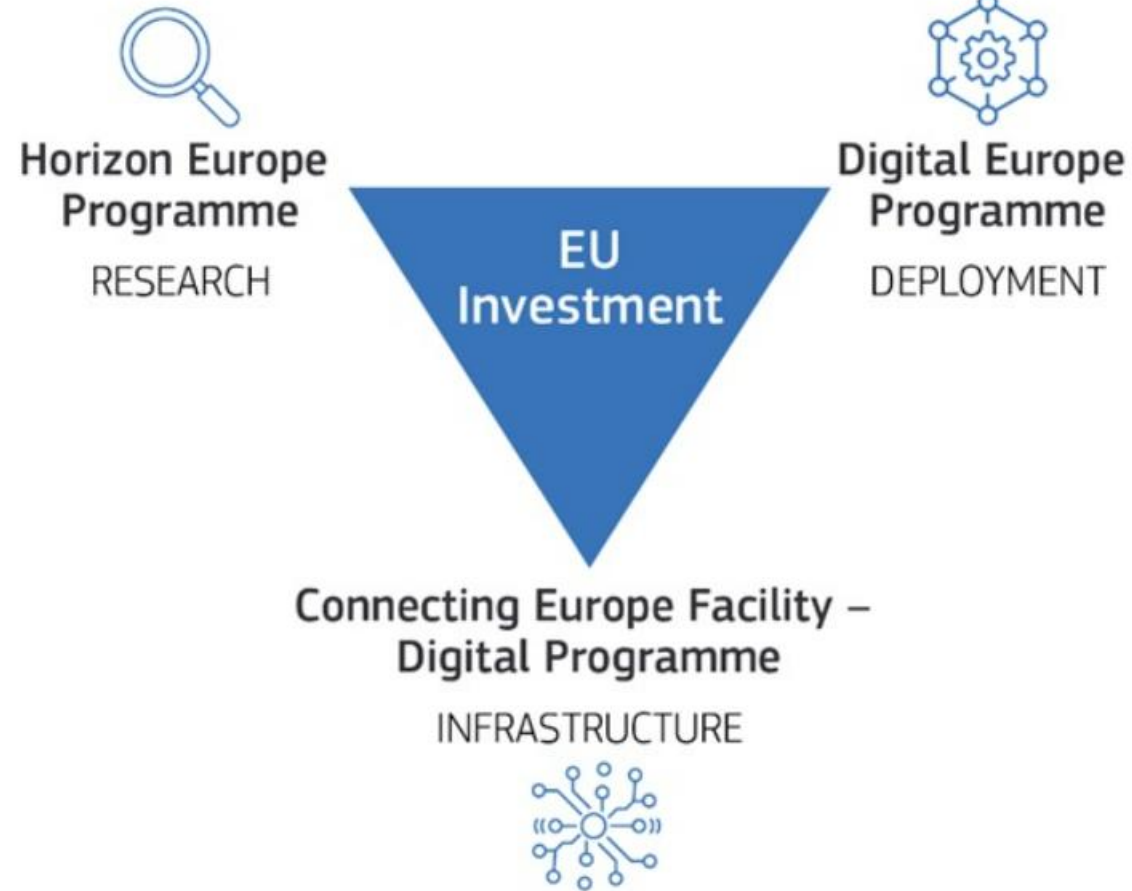 Horizon Europe
Programme
RESEARCH
Digital Europe
Programme
DEPLOYMENT
EU
Investment
Connecting Europe Facility –
Digital Programme
INFRASTRUCTURE